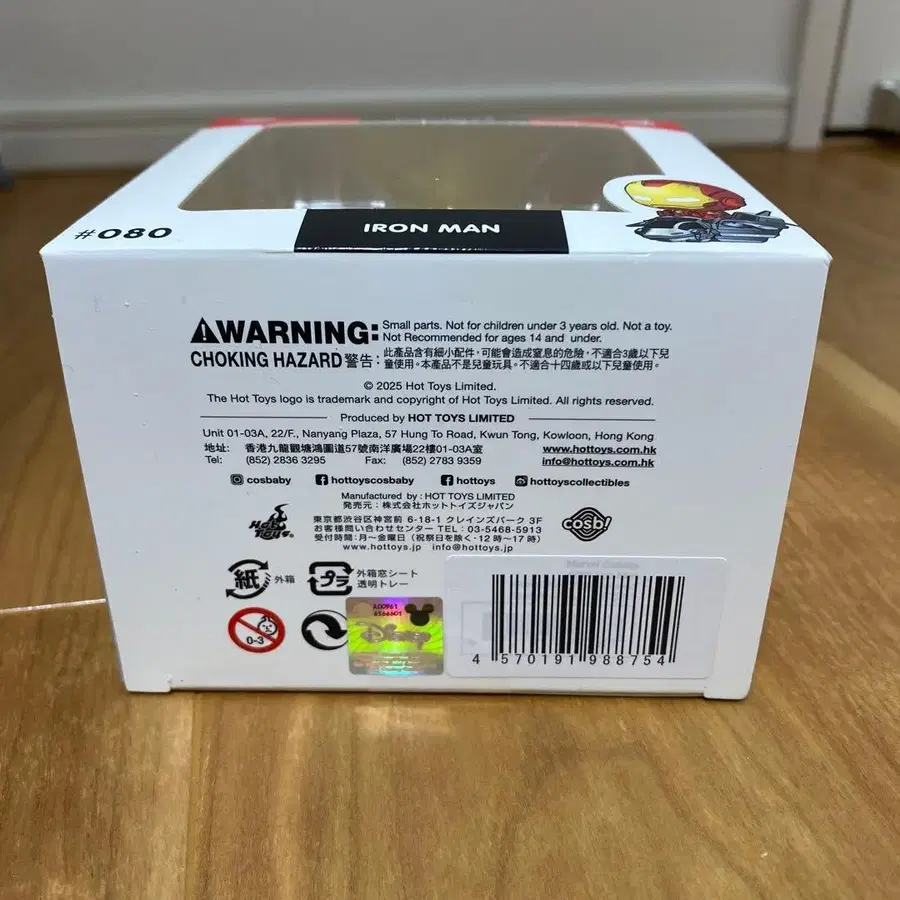 #080
IRON MAN
WARNING: Small parts. Not for children under 3 years old. Not a toy.
Not Recommended for ages 14 and under.
CHOKING HAZARD 警告: 此產品含有細小配件,可能會造成窒息的危險,不適合3歲以下兒
童使用。本產品不是兒童玩具。不適合十四歲或以下兒童使用。
© 2025 Hot Toys Limited.
The Hot Toys logo is trademark and copyright of Hot Toys Limited. All rights reserved.
Produced by HOT TOYS LIMITED
Unit 01-03A, 22/F., Nanyang Plaza, 57 Hung To Road, Kwun Tong, Kowloon, Hong Kong
地址: 香港九龍觀塘鴻圖道57號南洋廣場22樓01-03A室 www.hottoys.com.hk
Tel: (852) 2836 3295 Fax: (852) 2783 9359 info@hottoys.com.hk
cosbaby hottoyscosbaby hottoys hottoyscollectibles
Manufactured by : HOT TOYS LIMITED
発売元 : 株式会社ホットトイズジャパン
東京都渋谷区神宮前 6-18-1 クレインズパーク 3F
お客様問い合わせセンター TEL : 03-5468-5913
受付時間:月〜金曜日 (祝祭日を除く・12時〜17時)
www.hottoys.jp info@hottoys.jp
Hot Toys
cosbi
紙 外箱
プラ 外箱窓シート
透明トレー
0-3
A00961
6566601
Disney
4 570191 988754